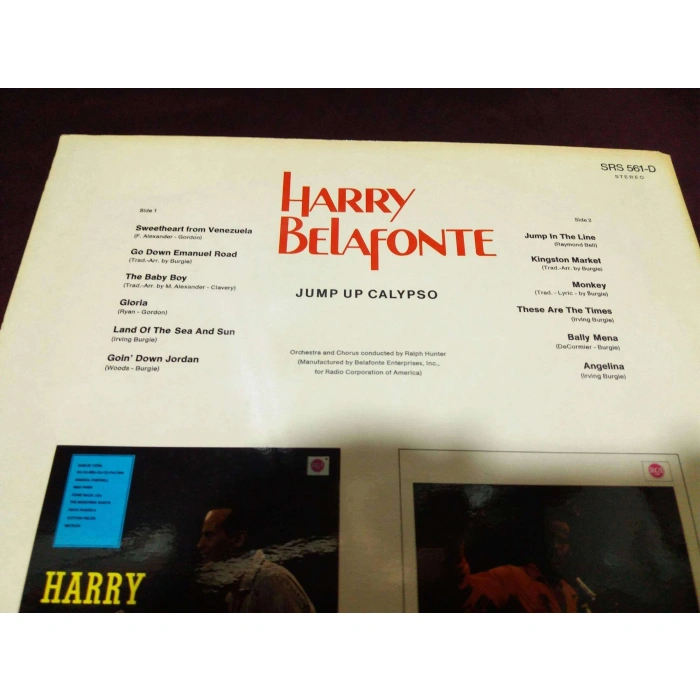 SRS 561-D
STEREO
HARRY
BELAFONTE
JUMP UP CALYPSO
Side 1
Sweetheart from Venezuela
(F. Alexander - Gordon)
Go Down Emanuel Road
(Trad.-Arr. by Burgie)
The Baby Boy
(Trad.-Arr. by M. Alexander - Clavery)
Gloria
(Ryan - Gordon)
Land Of The Sea And Sun
(Irving Burgie)
Goin' Down Jordan
(Woods - Burgie)
Side 2
Jump In The Line
(Raymond Bell)
Kingston Market
(Trad.-Arr. by Burgie)
Monkey
(Trad. - Lyric - by Burgie)
These Are The Times
(Irving Burgie)
Bally Mena
(DeCormier - Burgie)
Angelina
(Irving Burgie)
Orchestra and Chorus conducted by Ralph Hunter
(Manufactured by Belafonte Enterprises, Inc.,
for Radio Corporation of America)
RCA
HARRY
RCA